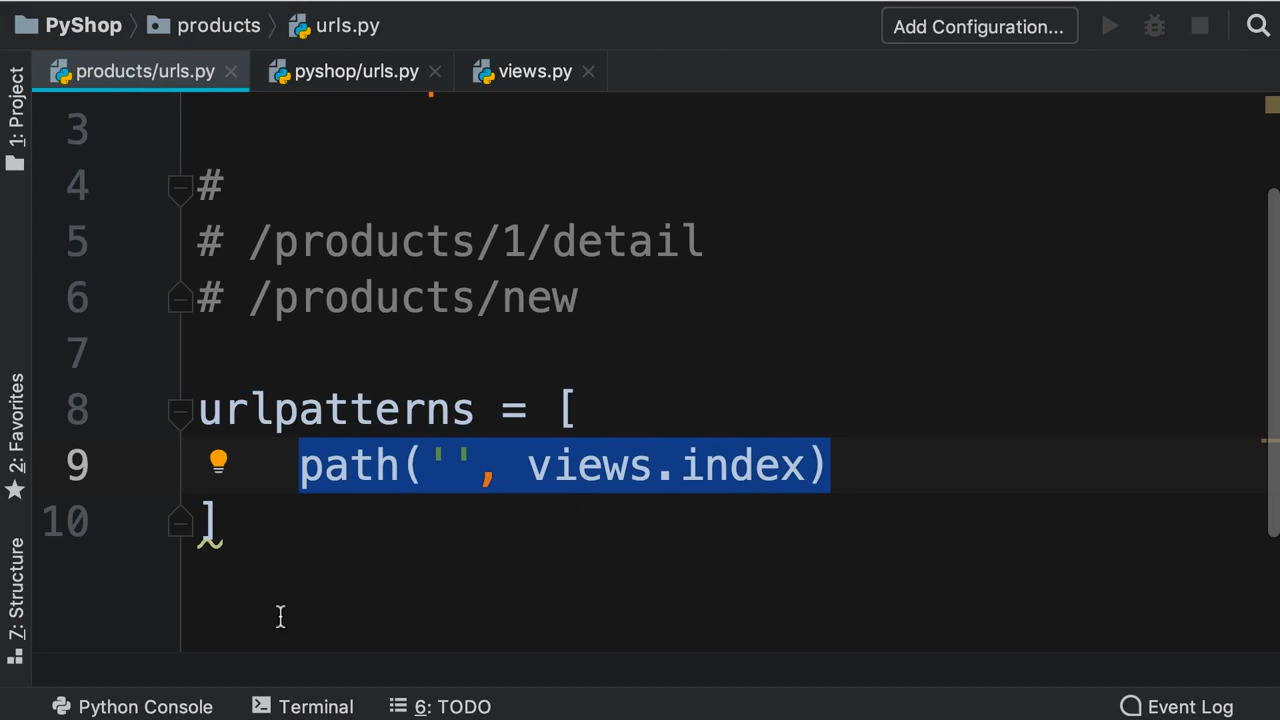 PyShop products urls.py Add Configuration...
products/urls.py pyshop/urls.py views.py
1: Project
2: Favorites
7: Structure
3
4 #
5 # /products/1/detail
6 # /products/new
7
8 urlpatterns = [
9 path('', views.index)
10 ]
Python Console Terminal 6: TODO Event Log